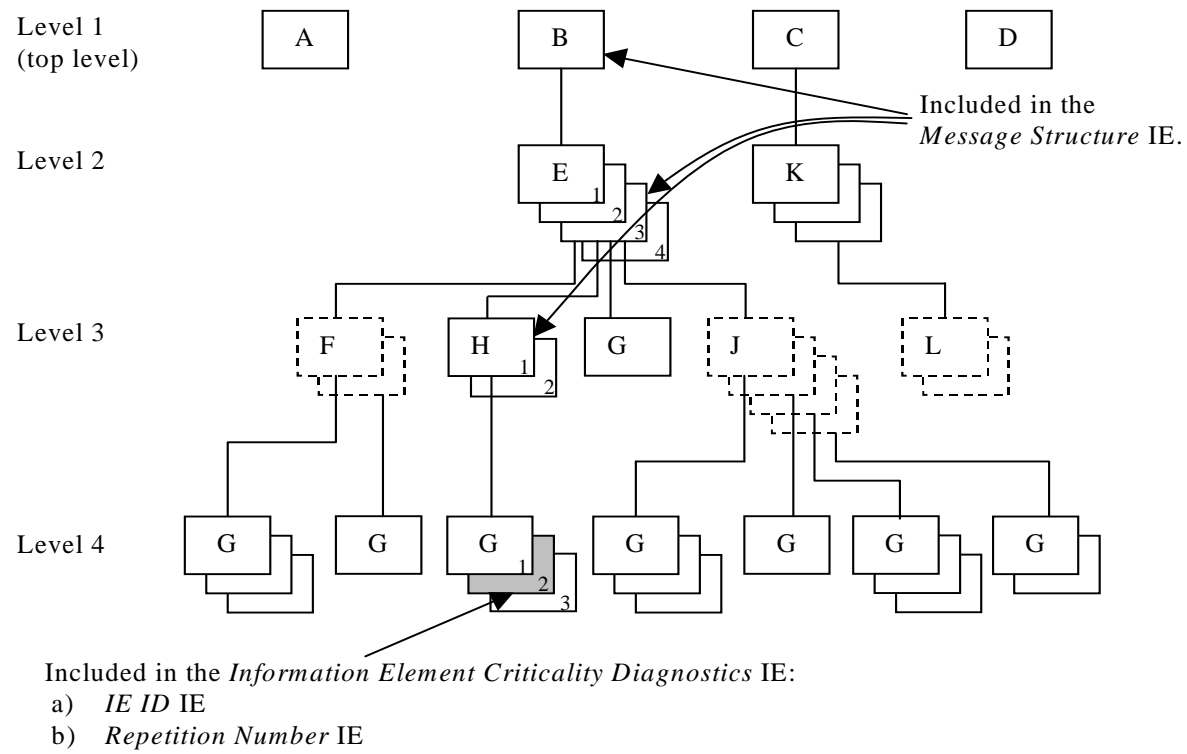 Level 1
(top level)
A
B
C
D
Included in the
Message Structure IE.
Level 2
E
1
2
3
4
K
Level 3
F
H
1
2
G
J
L
Level 4
G
G
G
1
2
3
G
G
G
G
Included in the Information Element Criticality Diagnostics IE:
a) IE ID IE
b) Repetition Number IE